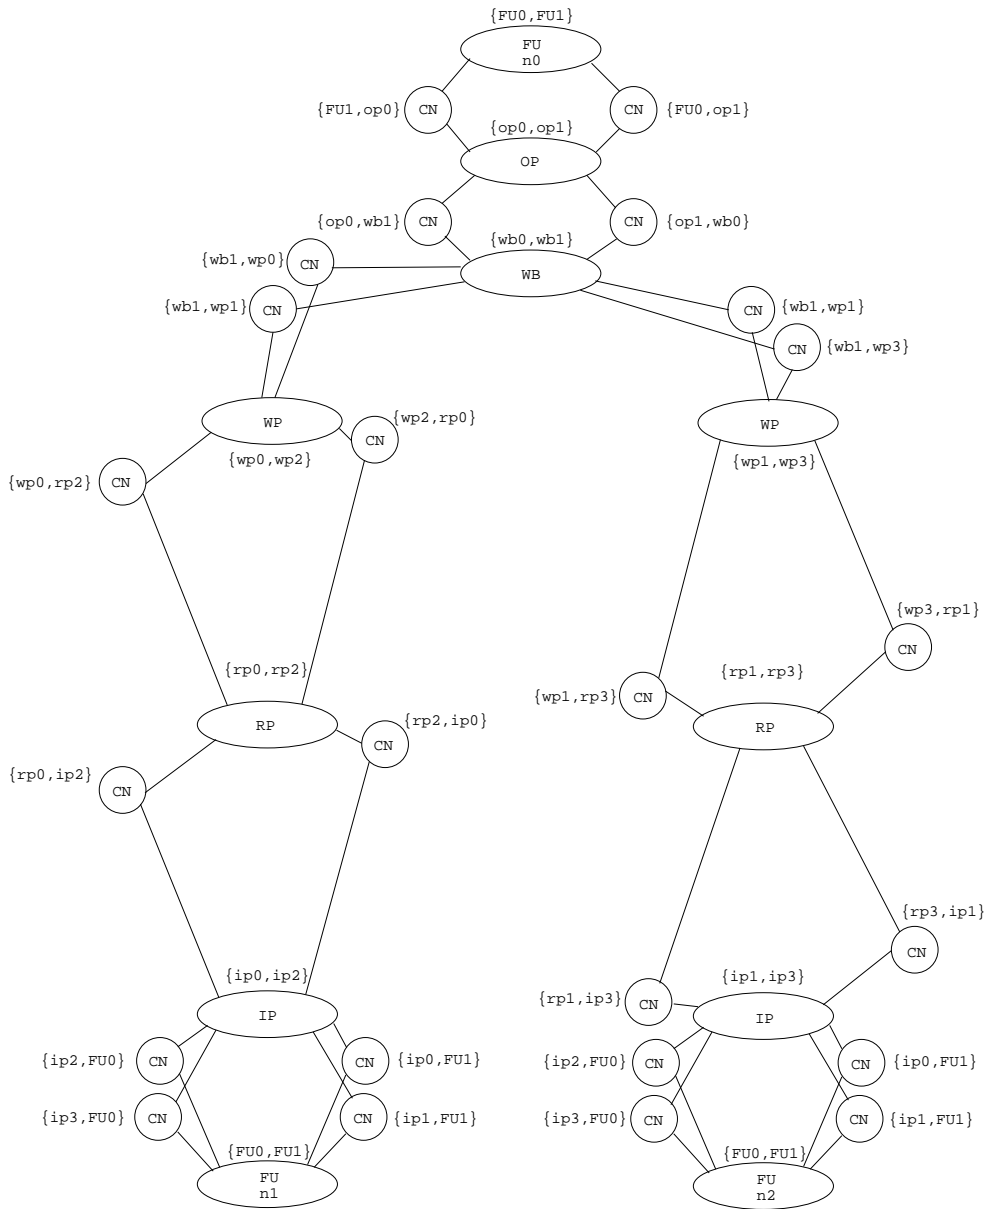 {FU0,FU1}
FU
n0
{FU1,op0} CN CN {FU0,op1}
{op0,op1}
OP
{op0,wb1} CN CN {op1,wb0}
{wb0,wb1}
{wb1,wp0} CN
WB
{wb1,wp1} CN CN {wb1,wp1}
CN {wb1,wp3}
WP {wp2,rp0} WP
CN
{wp0,wp2} {wp1,wp3}
{wp0,rp2} CN
{wp3,rp1}
CN
{rp0,rp2} {rp1,rp3}
{wp1,rp3} CN
RP {rp2,ip0} RP
CN
{rp0,ip2} CN
{rp3,ip1}
CN
{ip0,ip2} {ip1,ip3}
{rp1,ip3} CN
IP IP
{ip2,FU0} CN CN {ip0,FU1} {ip2,FU0} CN CN {ip0,FU1}
{ip3,FU0} CN CN {ip1,FU1} {ip3,FU0} CN CN {ip1,FU1}
{FU0,FU1} {FU0,FU1}
FU FU
n1 n2